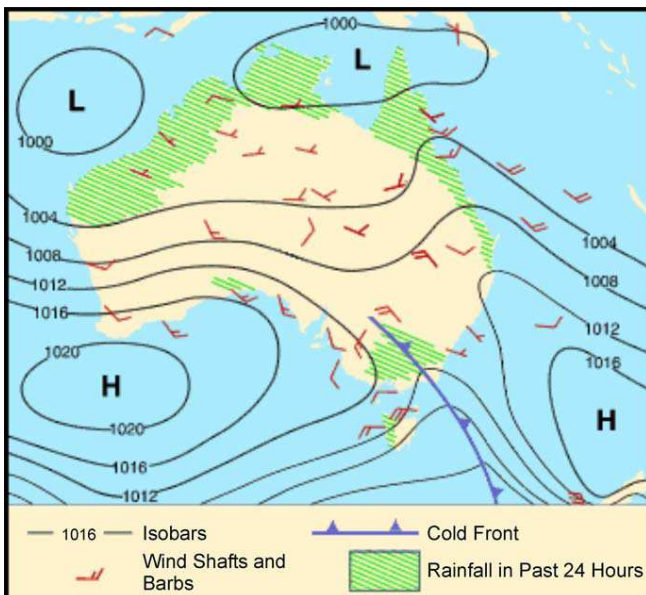 1000
L
L
1000
1004
1008
1012
1016
1020
H
1020
1016
1012
1004
1008
1012
1016
H
1016 Isobars
Cold Front
Wind Shafts and
Barbs
Rainfall in Past 24 Hours